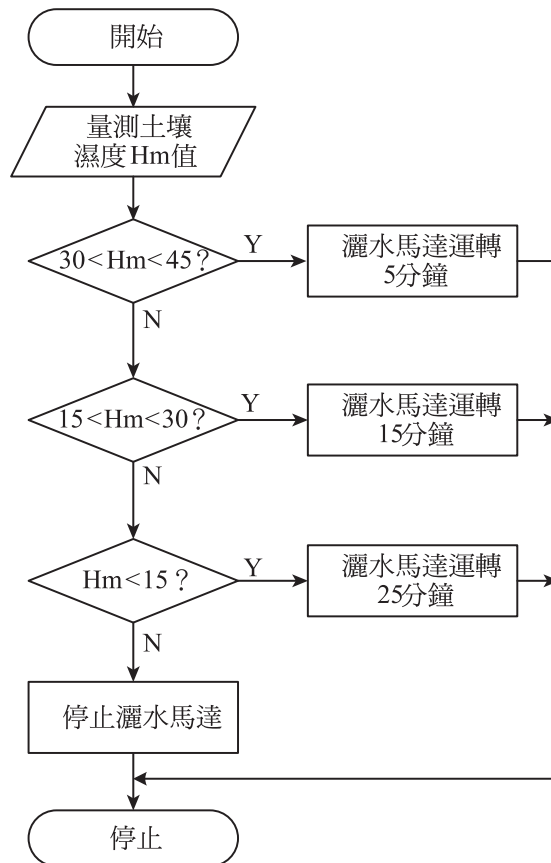 開始
量測土壤
濕度Hm值
30<Hm<45?
Y
灑水馬達運轉
5分鐘
N
15<Hm<30?
Y
灑水馬達運轉
15分鐘
N
Hm<15?
Y
灑水馬達運轉
25分鐘
N
停止灑水馬達
停止